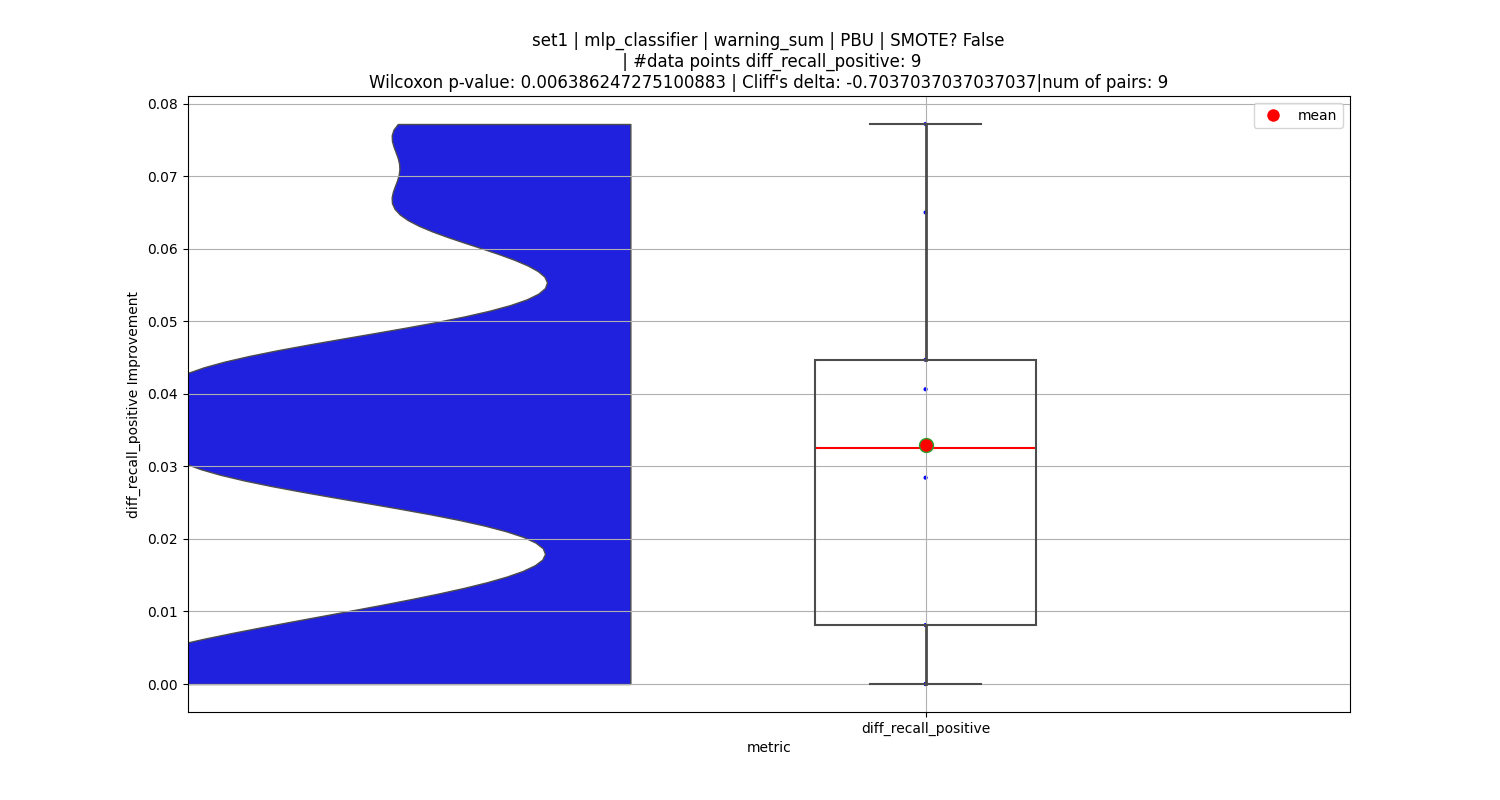 set1 | mlp_classifier | warning_sum | PBU | SMOTE? False
| #data points diff_recall_positive: 9
Wilcoxon p-value: 0.006386247275100883 | Cliff's delta: -0.7037037037037037|num of pairs: 9
mean
0.08
0.07
0.06
0.05
0.04
0.03
0.02
0.01
0.00
diff_recall_positive Improvement
diff_recall_positive
metric